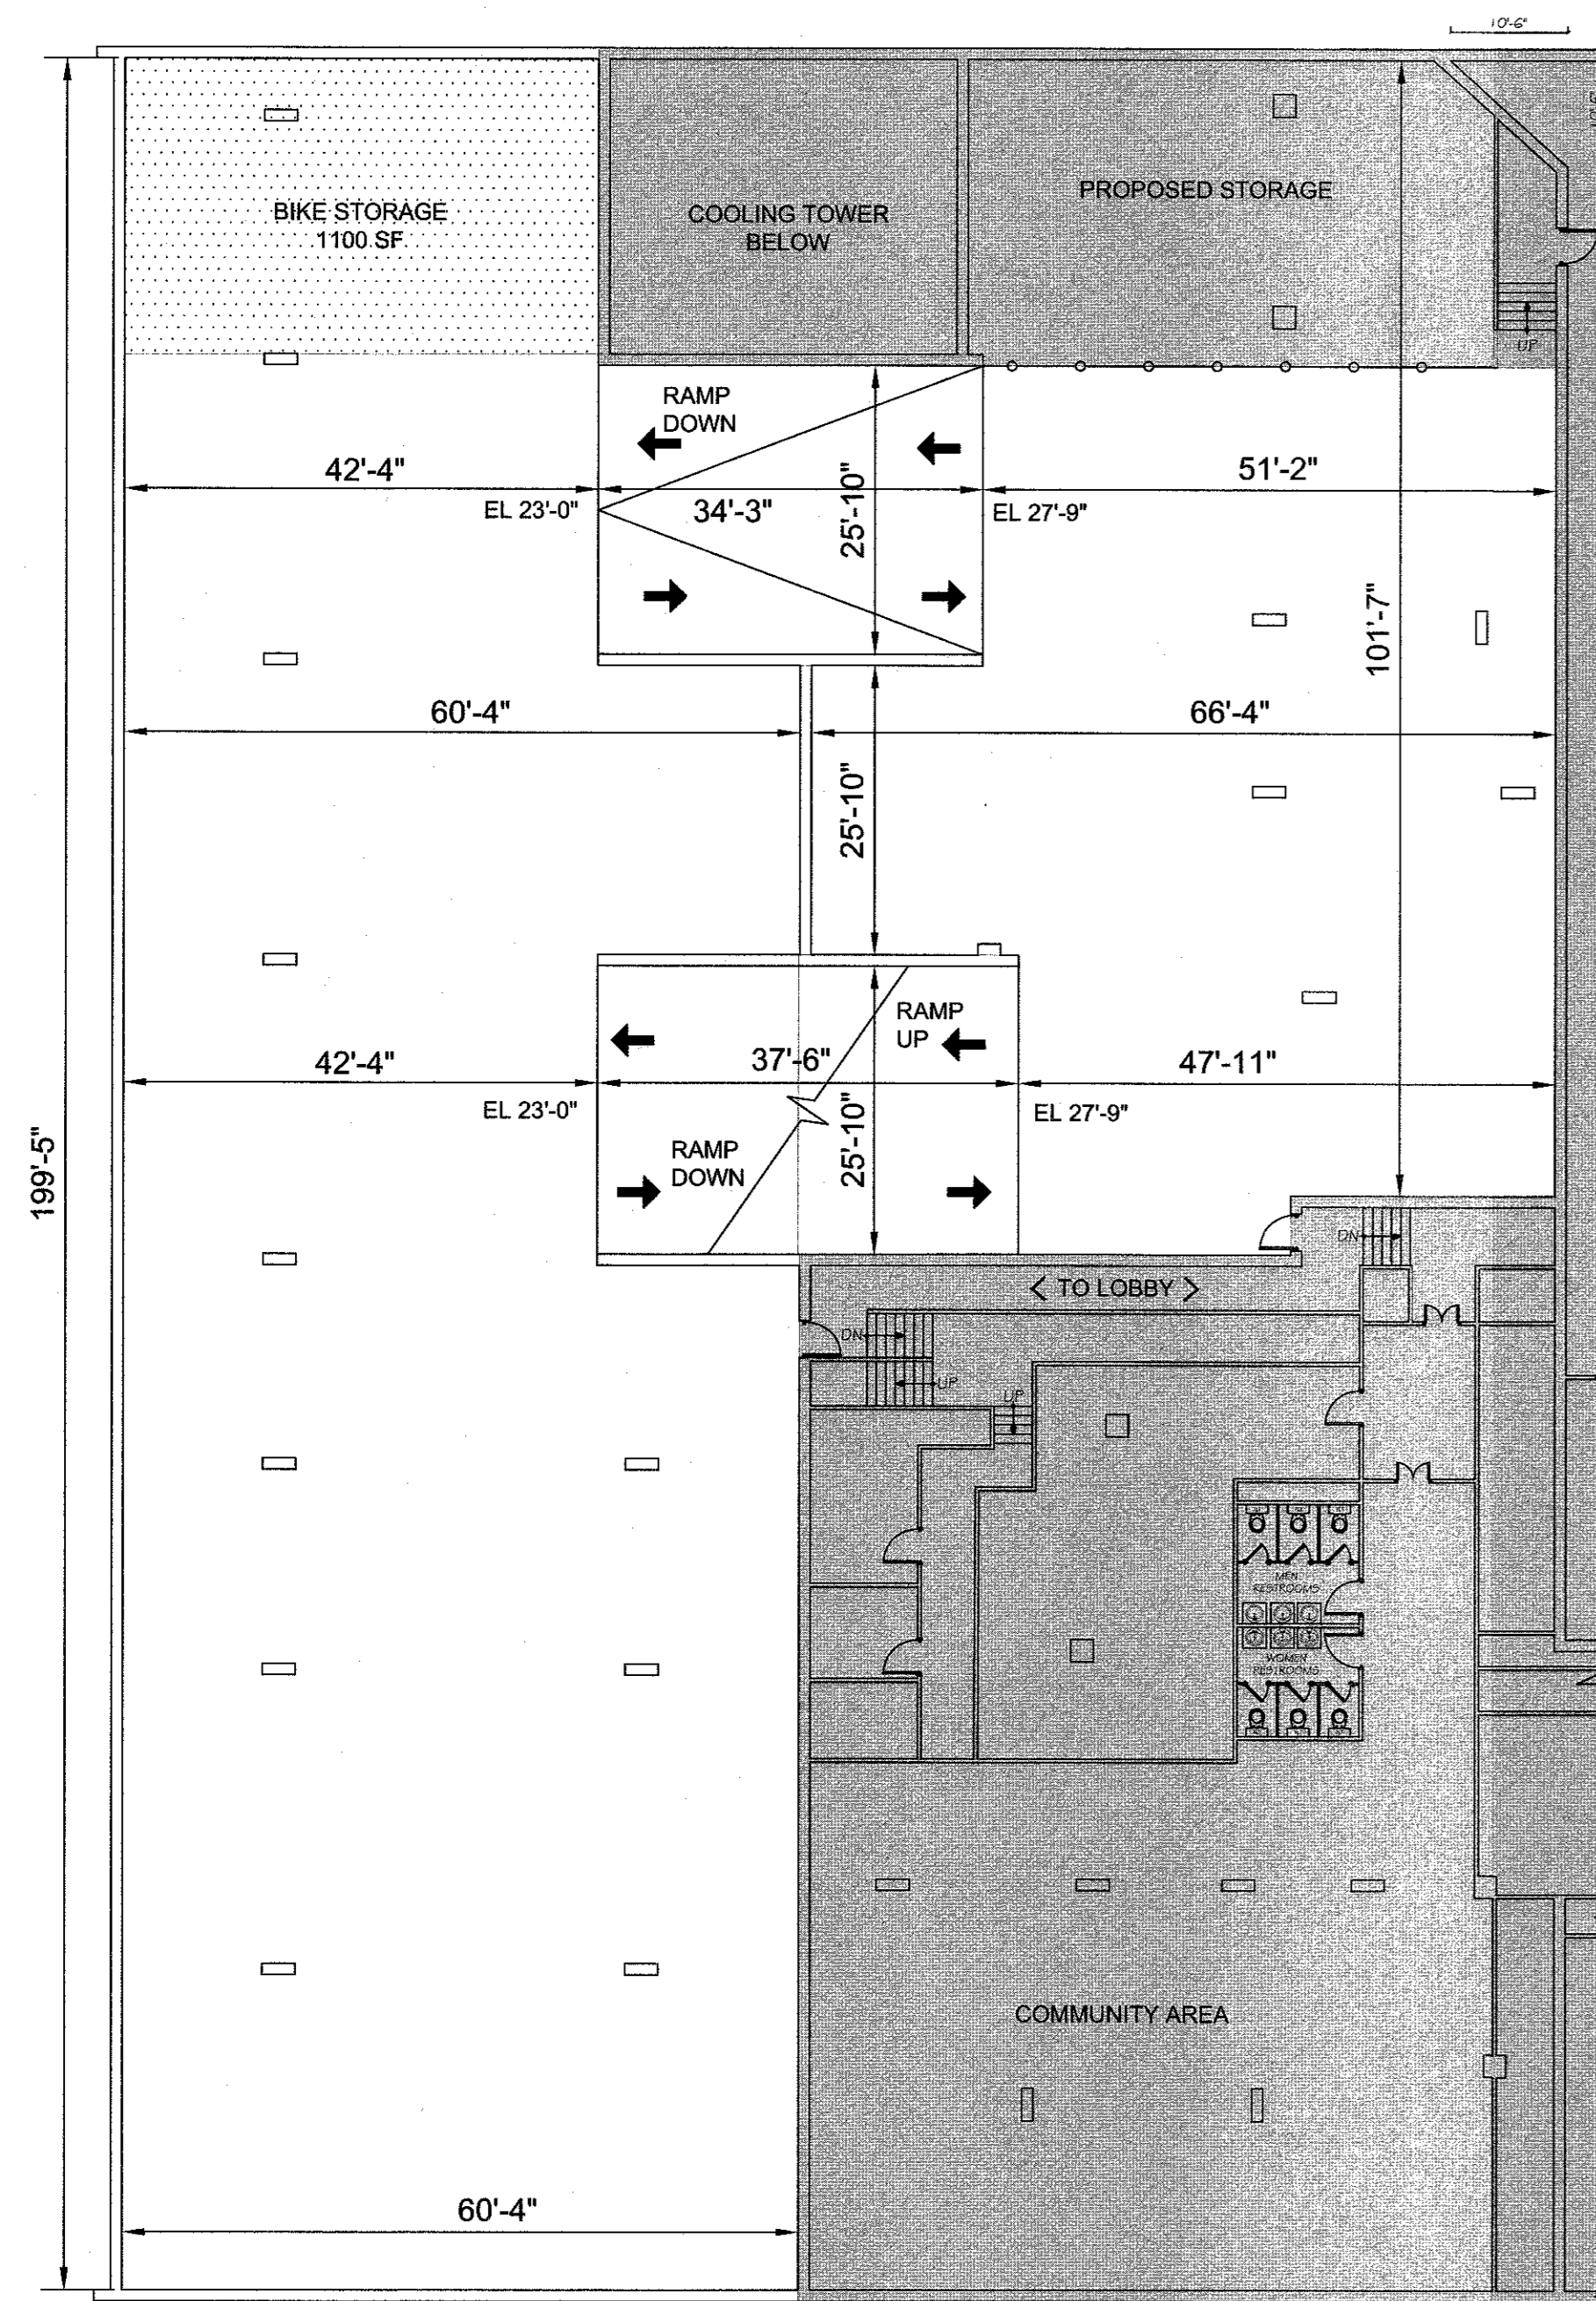 10'-6"
BIKE STORAGE
1100 SF
COOLING TOWER
BELOW
PROPOSED STORAGE
UP
RAMP
DOWN
42'-4"
34'-3"
25'-10"
51'-2"
EL 23'-0"
EL 27'-9"
101'-7"
60'-4"
66'-4"
25'-10"
RAMP
UP
42'-4"
37'-6"
47'-11"
EL 23'-0"
EL 27'-9"
25'-10"
RAMP
DOWN
199'-5"
DN
< TO LOBBY >
DN
UP
UP
MEN
RESTROOMS
WOMEN
RESTROOMS
COMMUNITY AREA
60'-4"